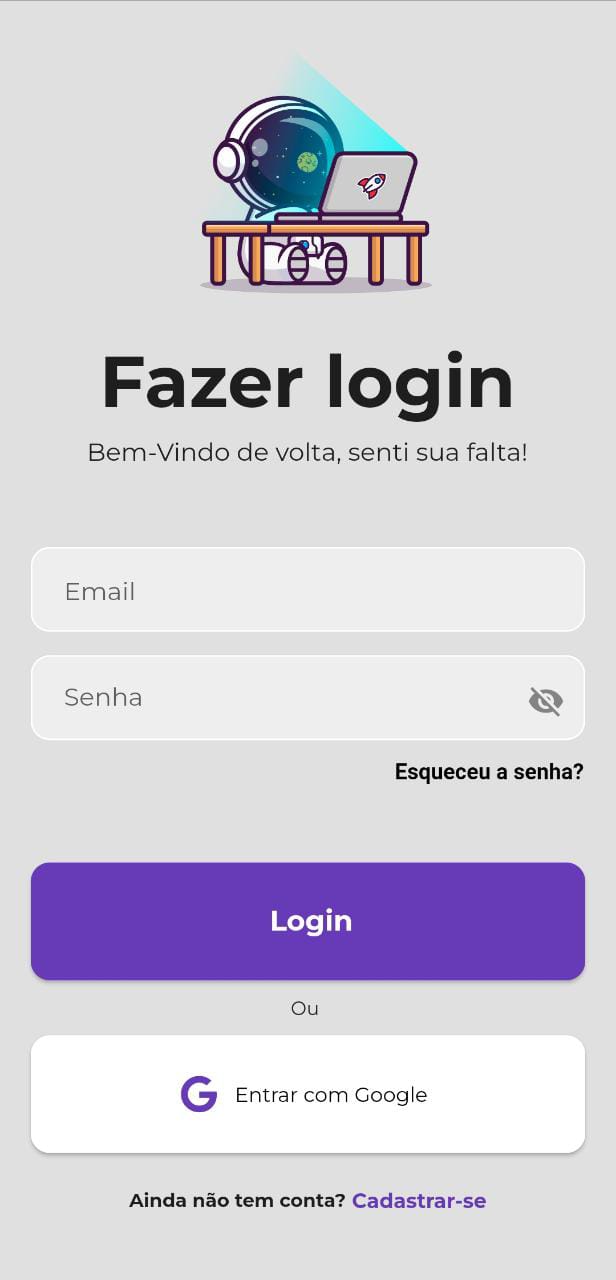 Fazer login
Bem-Vindo de volta, senti sua falta!
Email
Senha
Esqueceu a senha?
Login
Ou
Entrar com Google
Ainda não tem conta? Cadastrar-se